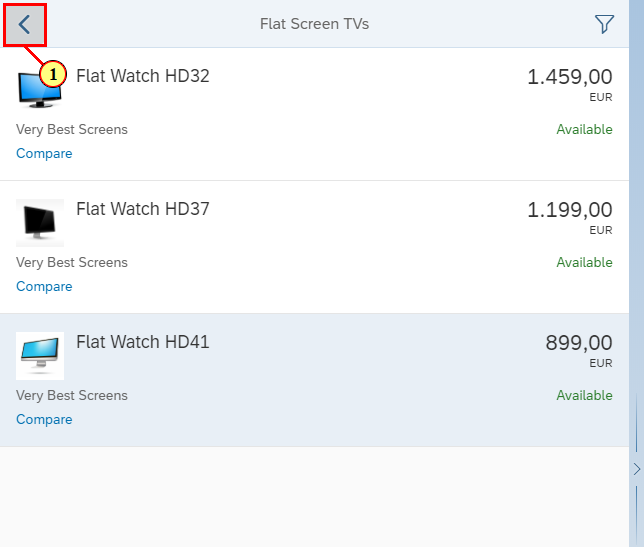 Flat Screen TVs
1
Flat Watch HD32
1.459,00
EUR
Very Best Screens
Available
Compare
Flat Watch HD37
1.199,00
EUR
Very Best Screens
Available
Compare
Flat Watch HD41
899,00
EUR
Very Best Screens
Available
Compare